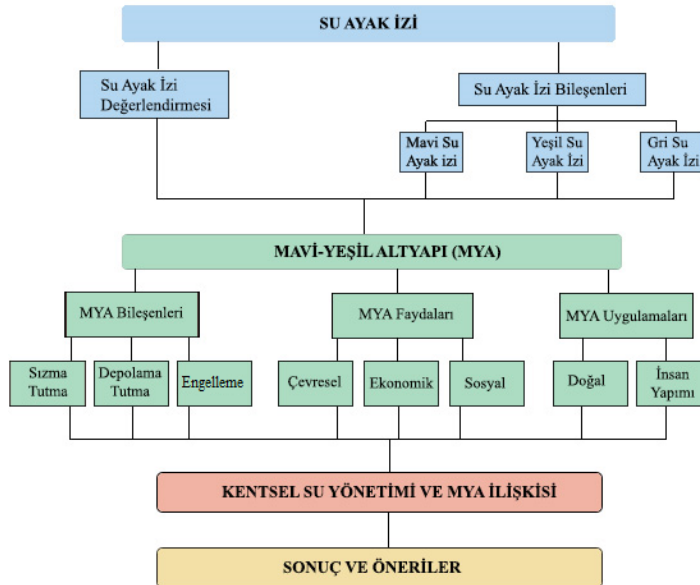 SU AYAK İZİ
Su Ayak İzi
Değerlendirmesi
Su Ayak İzi Bileşenleri
Mavi Su
Ayak izi
Yeşil Su
Ayak İzi
Gri Su
Ayak İzi
MAVİ-YEŞİL ALTYAPI (MYA)
MYA Bileşenleri
MYA Faydaları
MYA Uygulamaları
Sızma
Tutma
Depolama
Tutma
Engelleme
Çevresel
Ekonomik
Sosyal
Doğal
İnsan
Yapımı
KENTSEL SU YÖNETİMİ VE MYA İLİŞKİSİ
SONUÇ VE ÖNERİLER